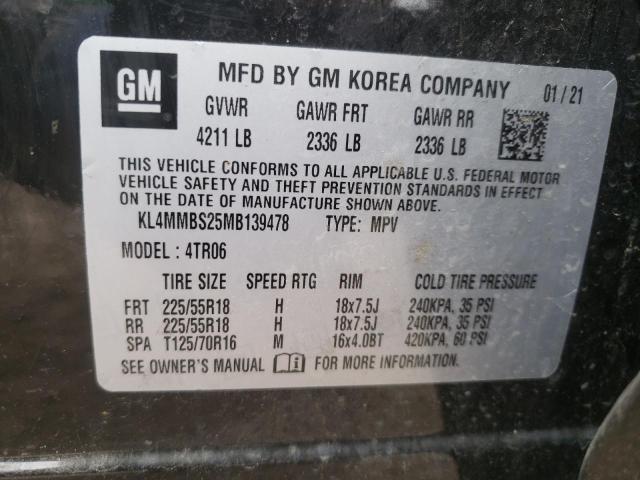 GM MFD BY GM KOREA COMPANY 01/21
GVWR GAWR FRT GAWR RR
4211 LB 2336 LB 2336 LB
THIS VEHICLE CONFORMS TO ALL APPLICABLE U.S. FEDERAL MOTOR
VEHICLE SAFETY AND THEFT PREVENTION STANDARDS IN EFFECT
ON THE DATE OF MANUFACTURE SHOWN ABOVE.
KL4MMBS25MB139478 TYPE: MPV
MODEL : 4TR06
TIRE SIZE SPEED RTG RIM COLD TIRE PRESSURE
FRT 225/55R18 H 18x7.5J 240KPA, 35 PSI
RR 225/55R18 H 18x7.5J 240KPA, 35 PSI
SPA T125/70R16 M 16x4.0BT 420KPA, 60 PSI
SEE OWNER'S MANUAL FOR MORE INFORMATION.